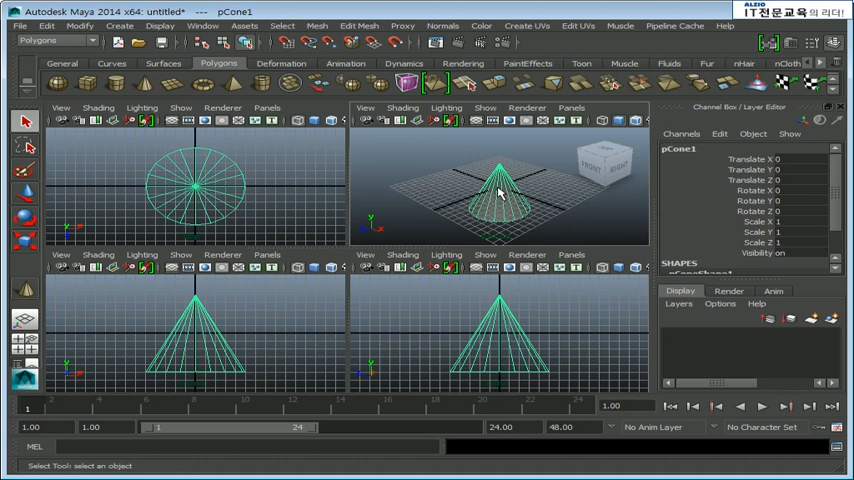 Autodesk Maya 2014 x64: untitled* --- pCone1
ALZIO
IT전문교육의 리더!
File Edit Modify Create Display Window Assets Select Mesh Edit Mesh Proxy Normals Color Create UVs Edit UVs Muscle Pipeline Cache Help
Polygons
General Curves Surfaces Polygons Deformation Animation Dynamics Rendering PaintEffects Toon Muscle Fluids Fur nHair nCloth
View Shading Lighting Show Renderer Panels
View Shading Lighting Show Renderer Panels
FRONT RIGHT
View Shading Lighting Show Renderer Panels
View Shading Lighting Show Renderer Panels
Channel Box / Layer Editor
Channels Edit Object Show
pCone1
Translate X 0
Translate Y 0
Translate Z 0
Rotate X 0
Rotate Y 0
Rotate Z 0
Scale X 1
Scale Y 1
Scale Z 1
Visibility on
SHAPES
pConeShape1
Display Render Anim
Layers Options Help
1 2 4 6 8 10 12 14 16 18 20 22 24
1.00
1.00 1.00 1 24 24.00 48.00 No Anim Layer No Character Set
MEL
Select Tool: select an object